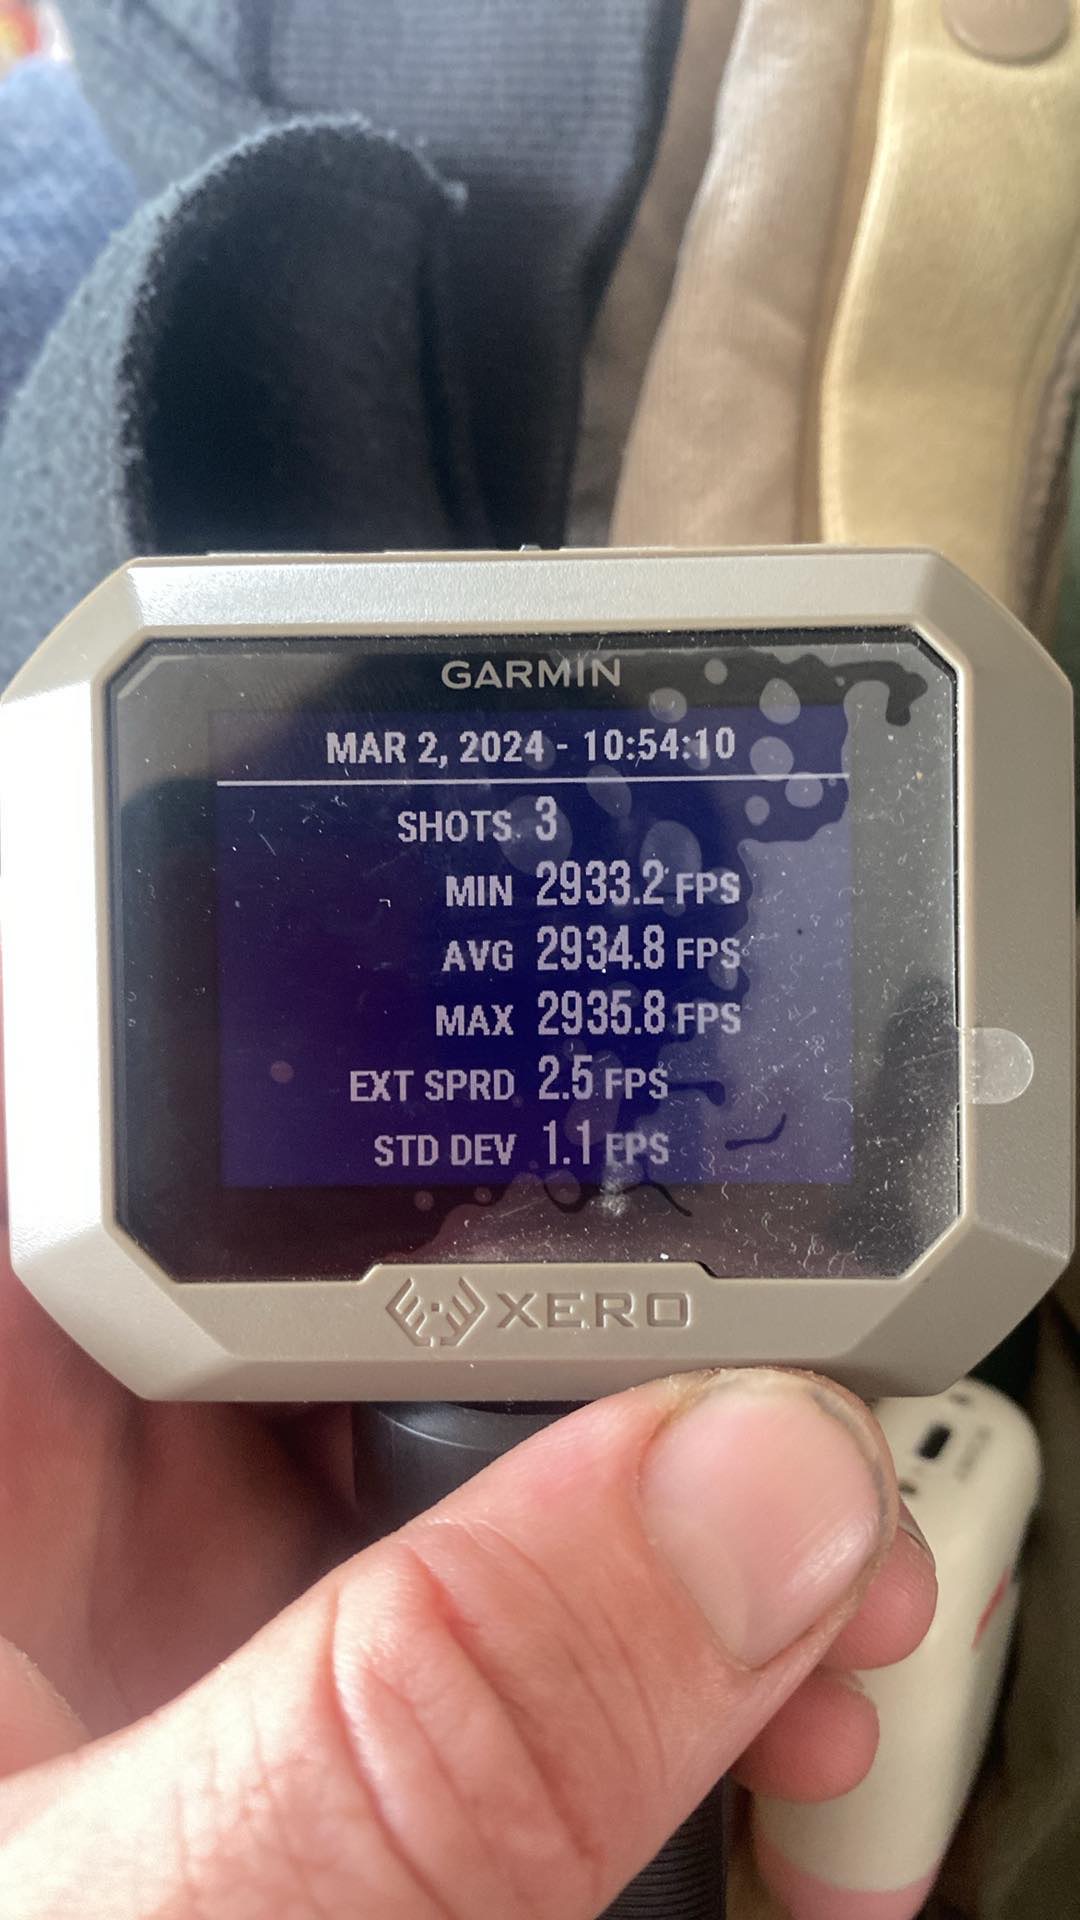 GARMIN
MAR 2, 2024 - 10:54:10
SHOTS 3
MIN 2933.2 FPS
AVG 2934.8 FPS
MAX 2935.8 FPS
EXT SPRD 2.5 FPS
STD DEV 1.1 FPS
XERO